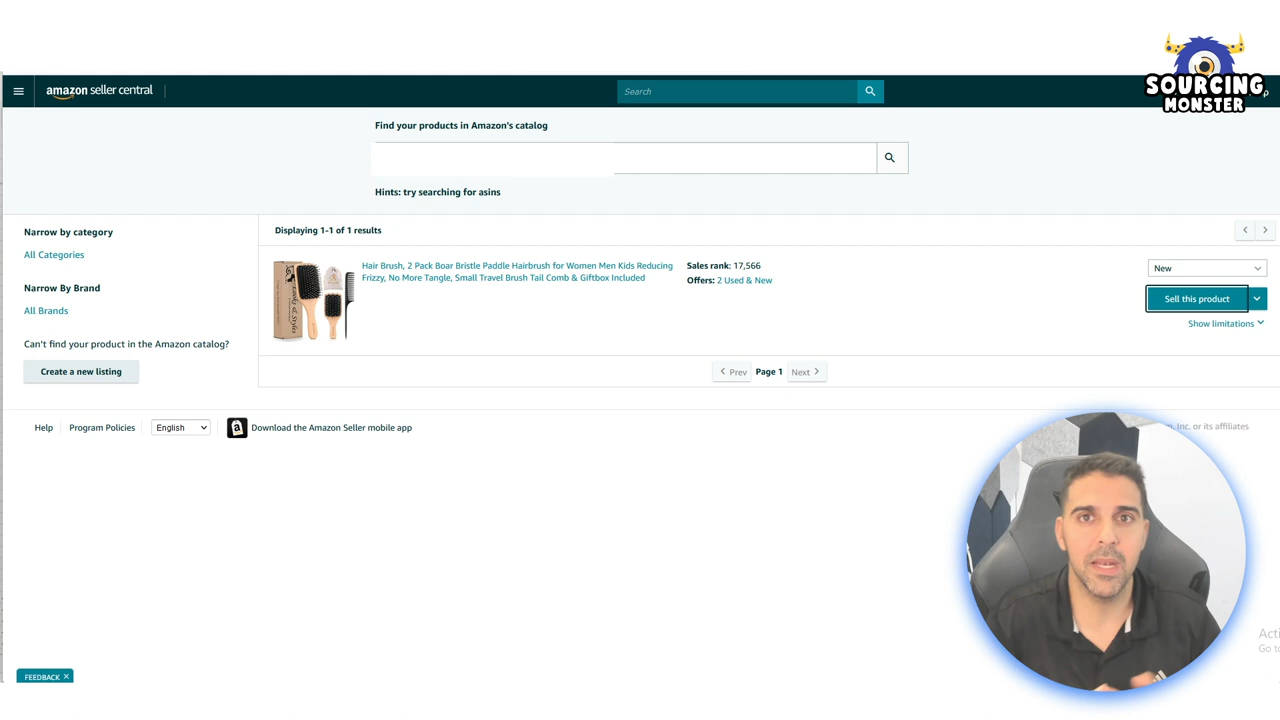 SOURCING
MONSTER
amazon seller central
Search
Find your products in Amazon's catalog
Hints: try searching for asins
Narrow by category
All Categories
Narrow By Brand
All Brands
Can't find your product in the Amazon catalog?
Create a new listing
Displaying 1-1 of 1 results
Hair Brush, 2 Pack Boar Bristle Paddle Hairbrush for Women Men Kids Reducing
Frizzy, No More Tangle, Small Travel Brush Tail Comb & Giftbox Included
Sales rank: 17,566
Offers: 2 Used & New
New
Sell this product
Show limitations
Prev Page 1 Next
Help Program Policies English Download the Amazon Seller mobile app
Inc. or its affiliates
FEEDBACK X
Go to